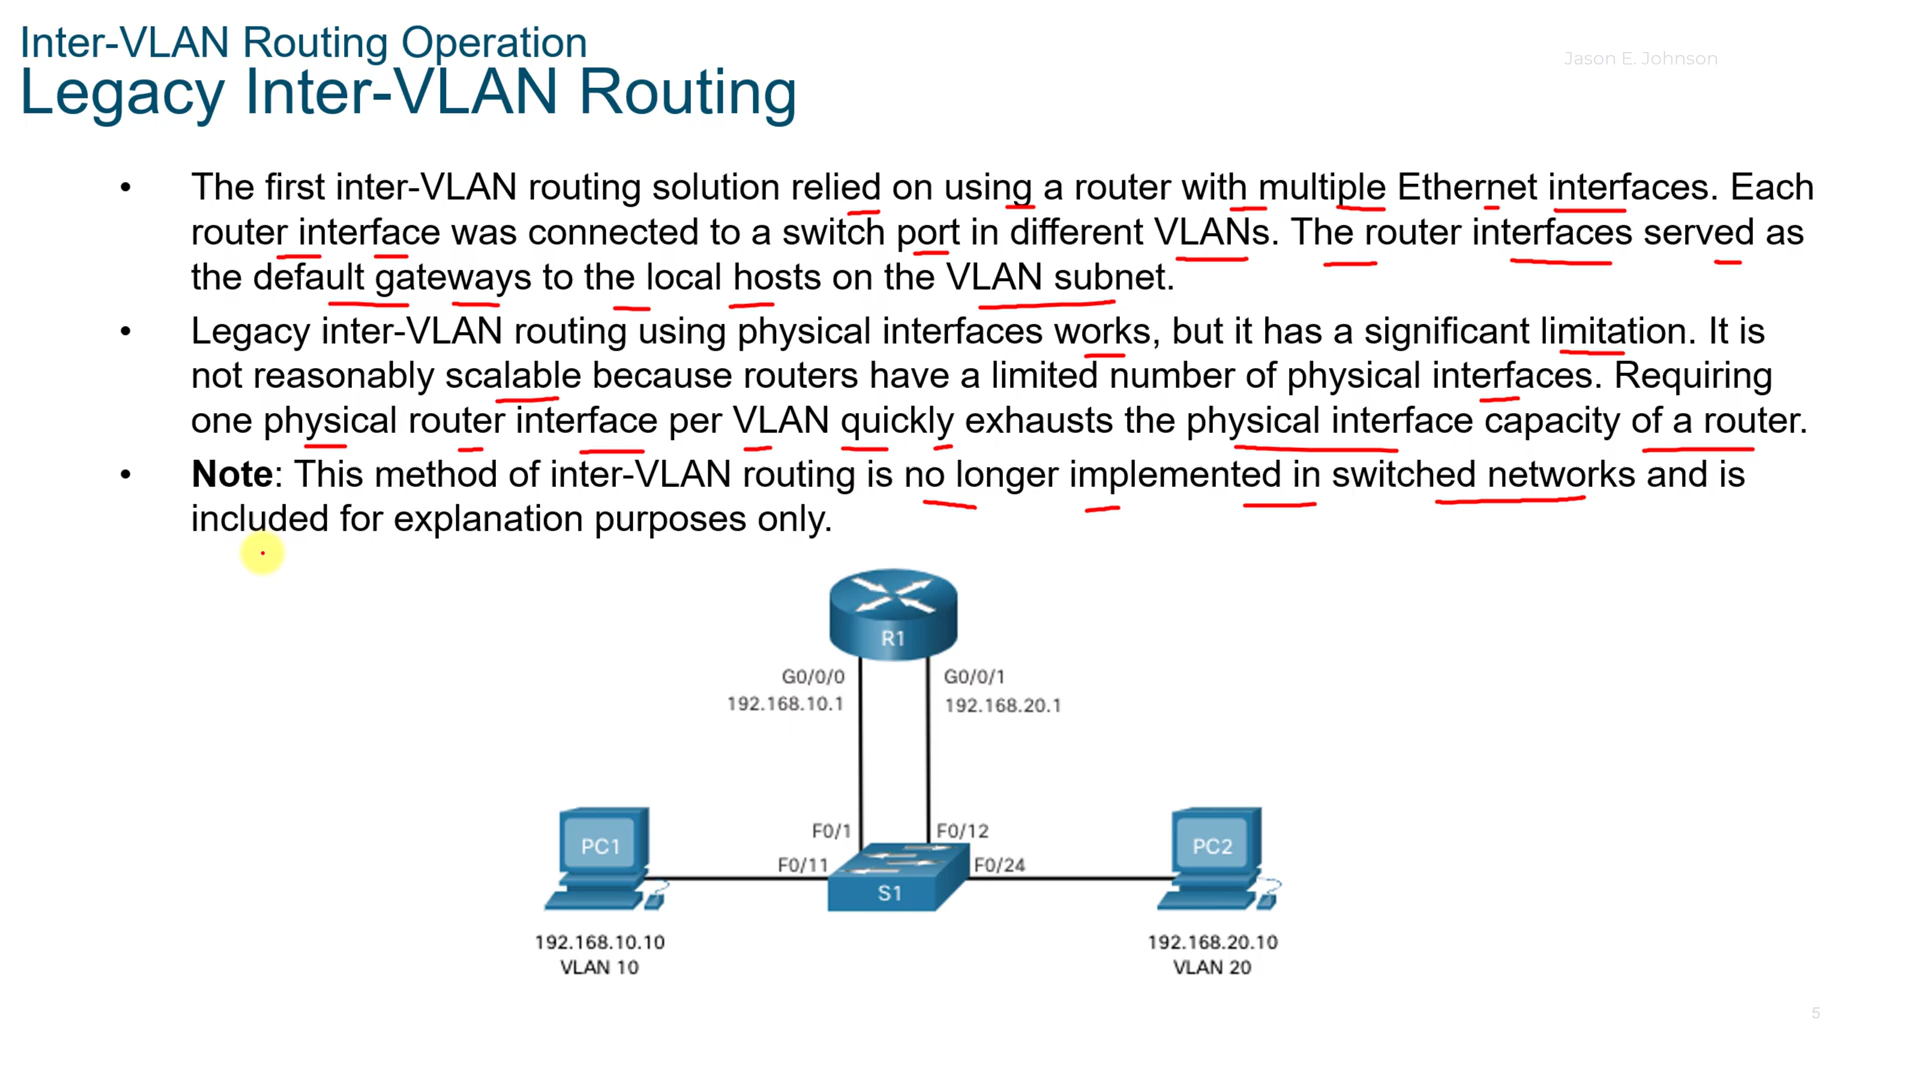 Inter-VLAN Routing Operation
Jason E. Johnson
Legacy Inter-VLAN Routing
• The first inter-VLAN routing solution relied on using a router with multiple Ethernet interfaces. Each
router interface was connected to a switch port in different VLANs. The router interfaces served as
the default gateways to the local hosts on the VLAN subnet.
• Legacy inter-VLAN routing using physical interfaces works, but it has a significant limitation. It is
not reasonably scalable because routers have a limited number of physical interfaces. Requiring
one physical router interface per VLAN quickly exhausts the physical interface capacity of a router.
• Note: This method of inter-VLAN routing is no longer implemented in switched networks and is
included for explanation purposes only.
R1
G0/0/0 G0/0/1
192.168.10.1 192.168.20.1
F0/1 F0/12
PC1 PC2
F0/11 F0/24
S1
192.168.10.10 192.168.20.10
VLAN 10 VLAN 20
5